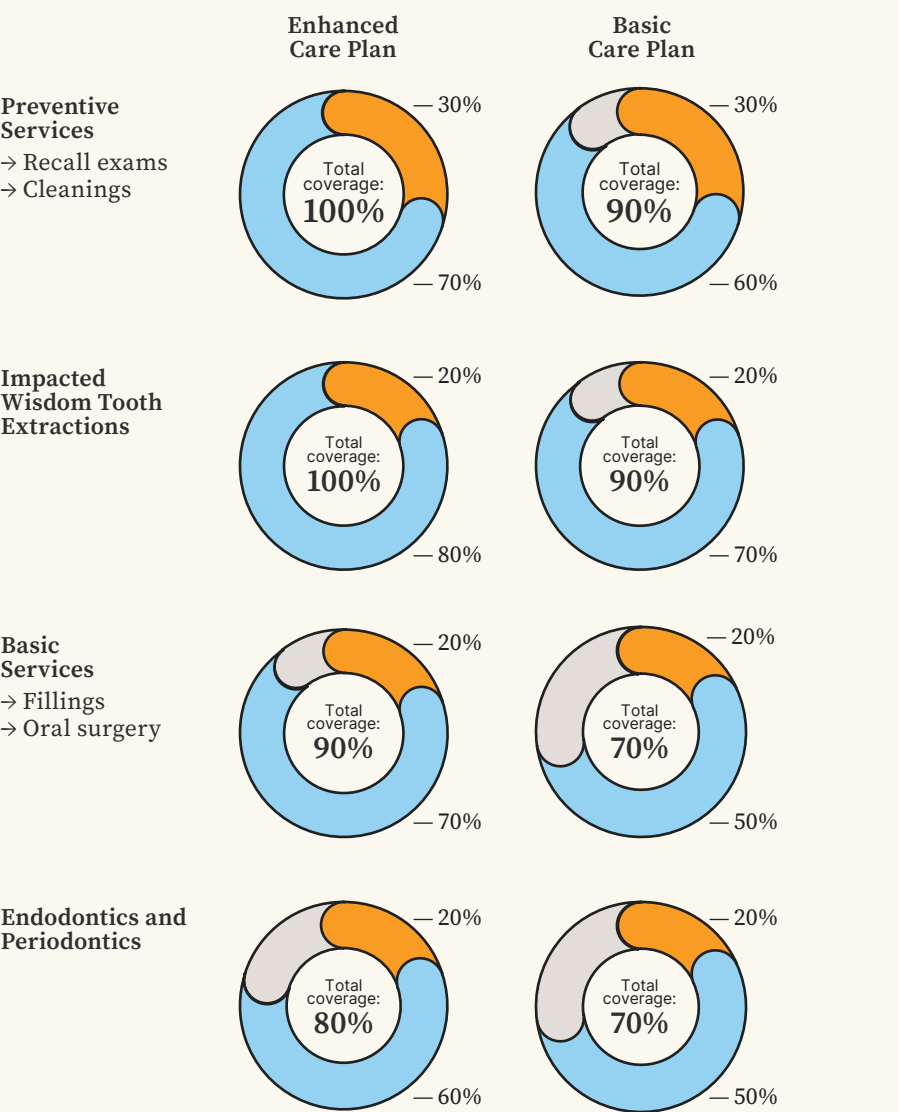 Enhanced
Care Plan
Basic
Care Plan
Preventive
Services
→ Recall exams
→ Cleanings
— 30%
Total
coverage:
100%
— 70%
— 30%
Total
coverage:
90%
— 60%
Impacted
Wisdom Tooth
Extractions
— 20%
Total
coverage:
100%
— 80%
— 20%
Total
coverage:
90%
— 70%
Basic
Services
→ Fillings
→ Oral surgery
— 20%
Total
coverage:
90%
— 70%
— 20%
Total
coverage:
70%
— 50%
Endodontics and
Periodontics
— 20%
Total
coverage:
80%
— 60%
— 20%
Total
coverage:
70%
— 50%